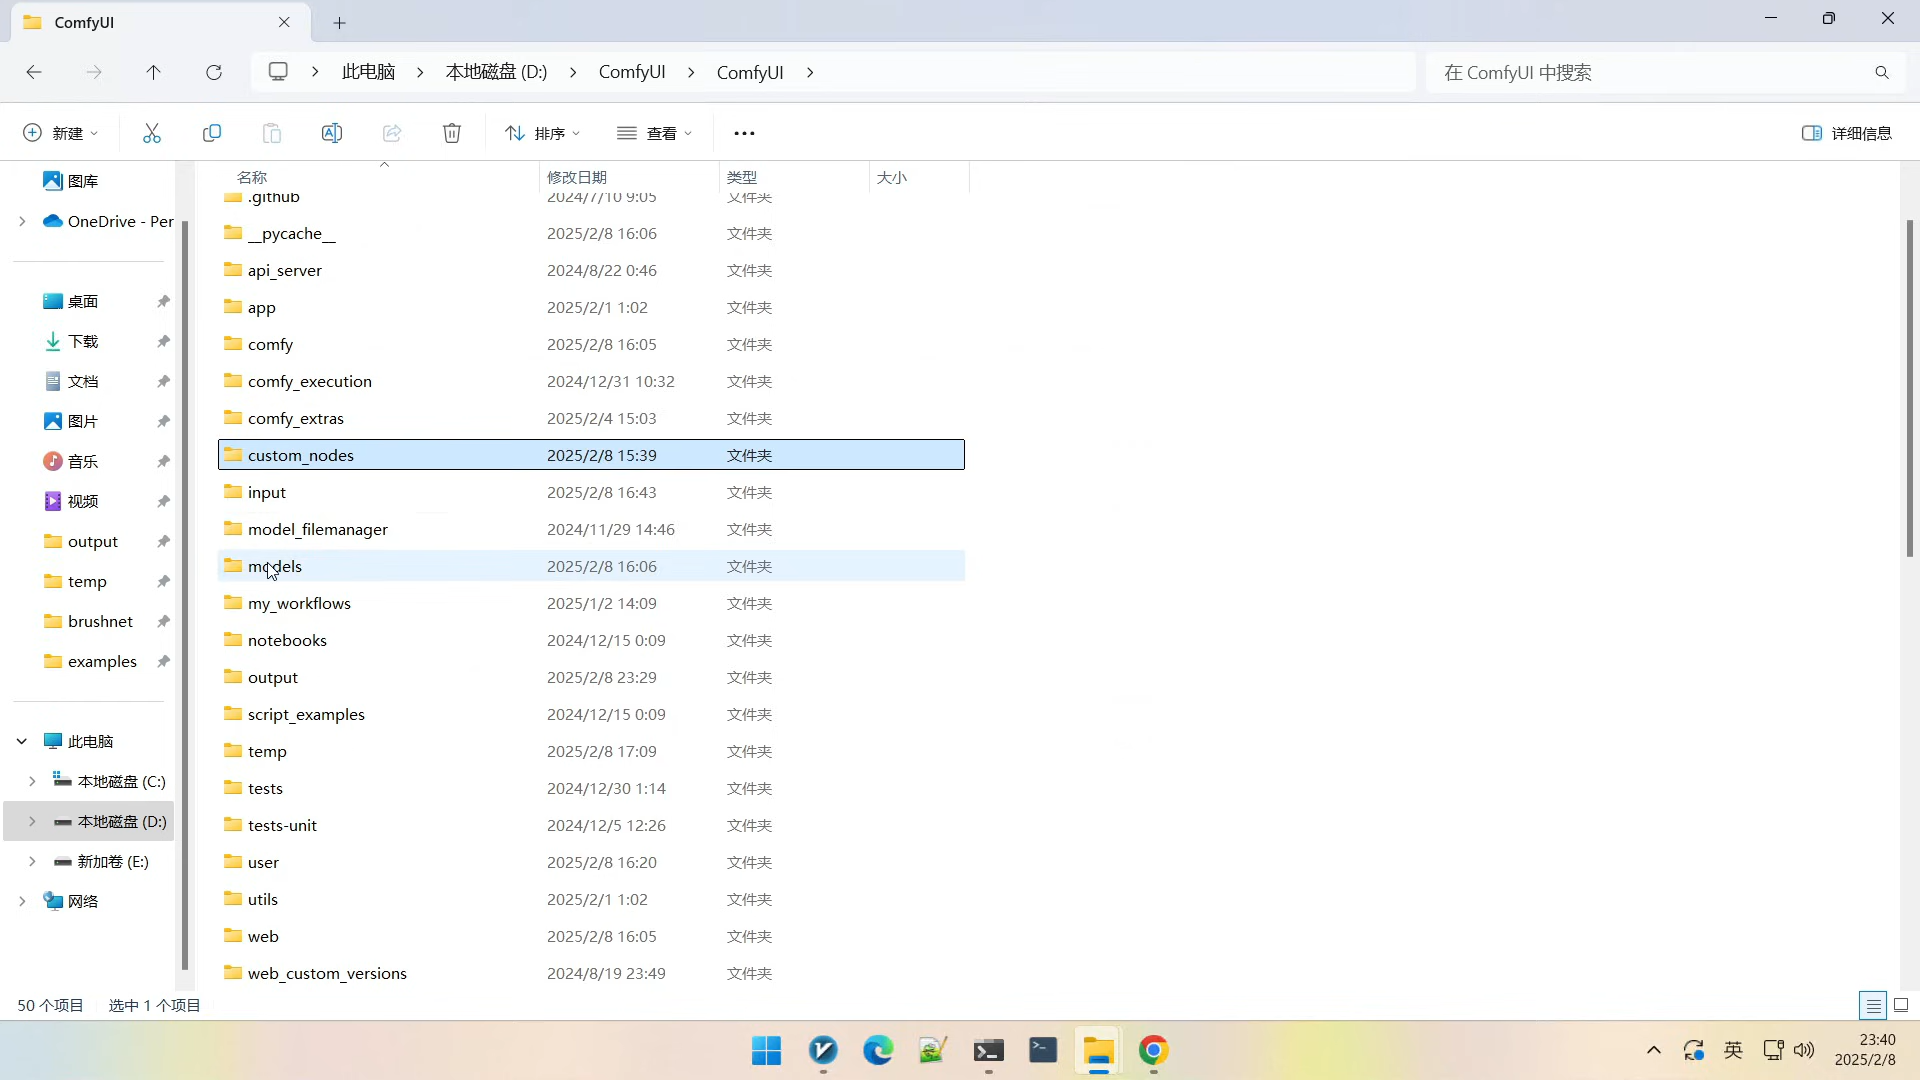 ComfyUI
此电脑 本地磁盘 (D:) ComfyUI ComfyUI
在 ComfyUI 中搜索
新建 排序 查看 详细信息
图库
OneDrive - Per
桌面
下载
文档
图片
音乐
视频
output
temp
brushnet
examples
此电脑
本地磁盘 (C:)
本地磁盘 (D:)
新加卷 (E:)
网络
名称 修改日期 类型 大小
.github 2024/7/10 9:05 文件夹
__pycache__ 2025/2/8 16:06 文件夹
api_server 2024/8/22 0:46 文件夹
app 2025/2/1 1:02 文件夹
comfy 2025/2/8 16:05 文件夹
comfy_execution 2024/12/31 10:32 文件夹
comfy_extras 2025/2/4 15:03 文件夹
custom_nodes 2025/2/8 15:39 文件夹
input 2025/2/8 16:43 文件夹
model_filemanager 2024/11/29 14:46 文件夹
models 2025/2/8 16:06 文件夹
my_workflows 2025/1/2 14:09 文件夹
notebooks 2024/12/15 0:09 文件夹
output 2025/2/8 23:29 文件夹
script_examples 2024/12/15 0:09 文件夹
temp 2025/2/8 17:09 文件夹
tests 2024/12/30 1:14 文件夹
tests-unit 2024/12/5 12:26 文件夹
user 2025/2/8 16:20 文件夹
utils 2025/2/1 1:02 文件夹
web 2025/2/8 16:05 文件夹
web_custom_versions 2024/8/19 23:49 文件夹
50 个项目 选中 1 个项目
英
23:40
2025/2/8